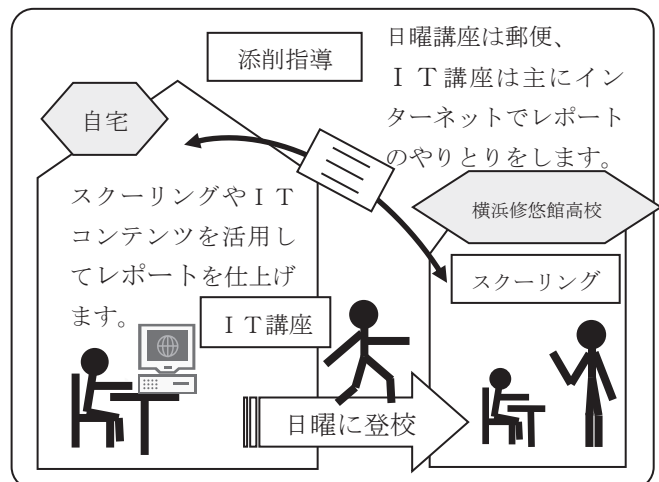 添削指導
日曜講座は郵便、
ＩＴ講座は主にイン
ターネットでレポート
のやりとりをします。
自宅
横浜修悠館高校
スクーリングやＩＴ
コンテンツを活用し
てレポートを仕上げ
ます。
スクーリング
ＩＴ講座
日曜に登校